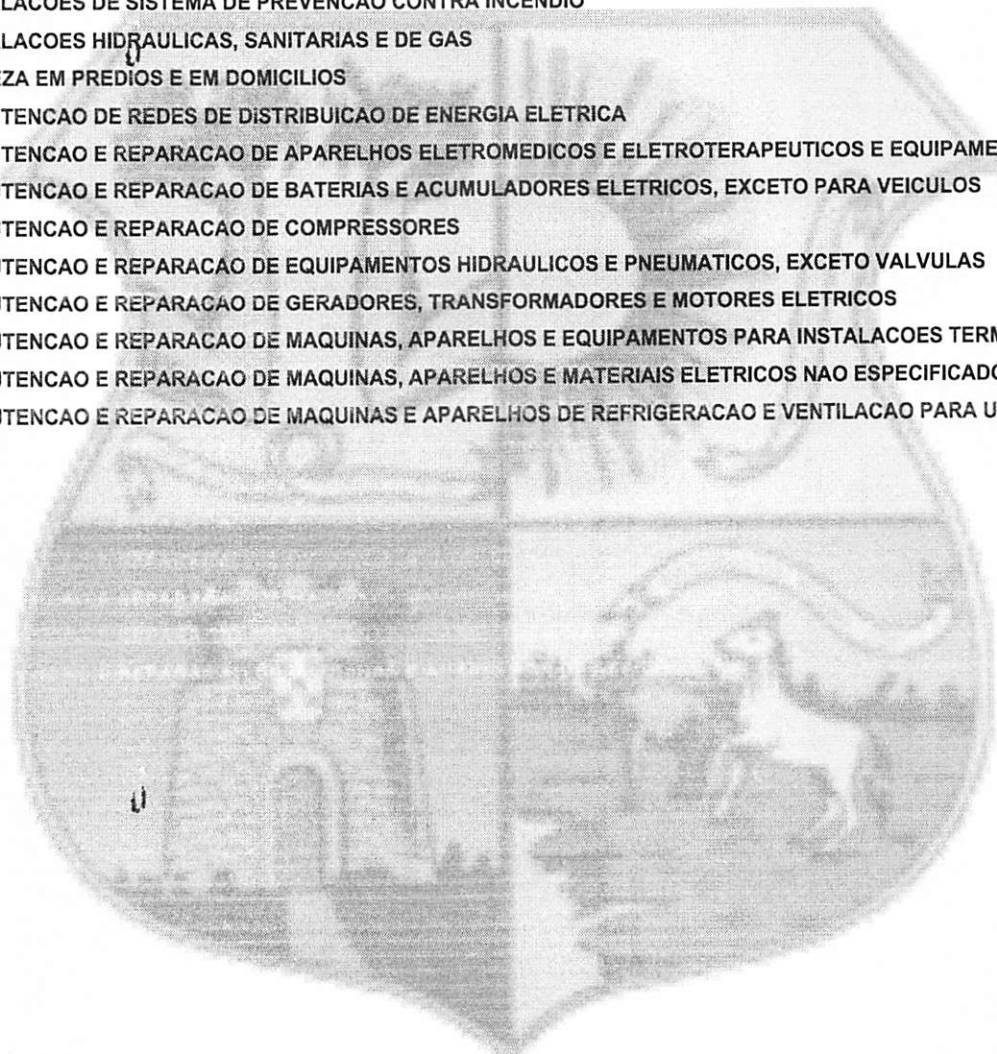 LACOES DE SISTEMA DE PREVENCAO CONTRA INCENDIO
LACOES HIDRAULICAS, SANITARIAS E DE GAS
EZA EM PREDIOS E EM DOMICILIOS
TENCAO DE REDES DE DISTRIBUICAO DE ENERGIA ELETRICA
TENCAO E REPARACAO DE APARELHOS ELETROMEDICOS E ELETROTERAPEUTICOS E EQUIPAME
TENCAO E REPARACAO DE BATERIAS E ACUMULADORES ELETRICOS, EXCETO PARA VEICULOS
TENCAO E REPARACAO DE COMPRESSORES
UTENCAO E REPARACAO DE EQUIPAMENTOS HIDRAULICOS E PNEUMATICOS, EXCETO VALVULAS
UTENCAO E REPARACAO DE GERADORES, TRANSFORMADORES E MOTORES ELETRICOS
UTENCAO E REPARACAO DE MAQUINAS, APARELHOS E EQUIPAMENTOS PARA INSTALACOES TERM
UTENCAO E REPARACAO DE MAQUINAS, APARELHOS E MATERIAIS ELETRICOS NAO ESPECIFICADO
UTENCAO E REPARACAO DE MAQUINAS E APARELHOS DE REFRIGERACAO E VENTILACAO PARA U